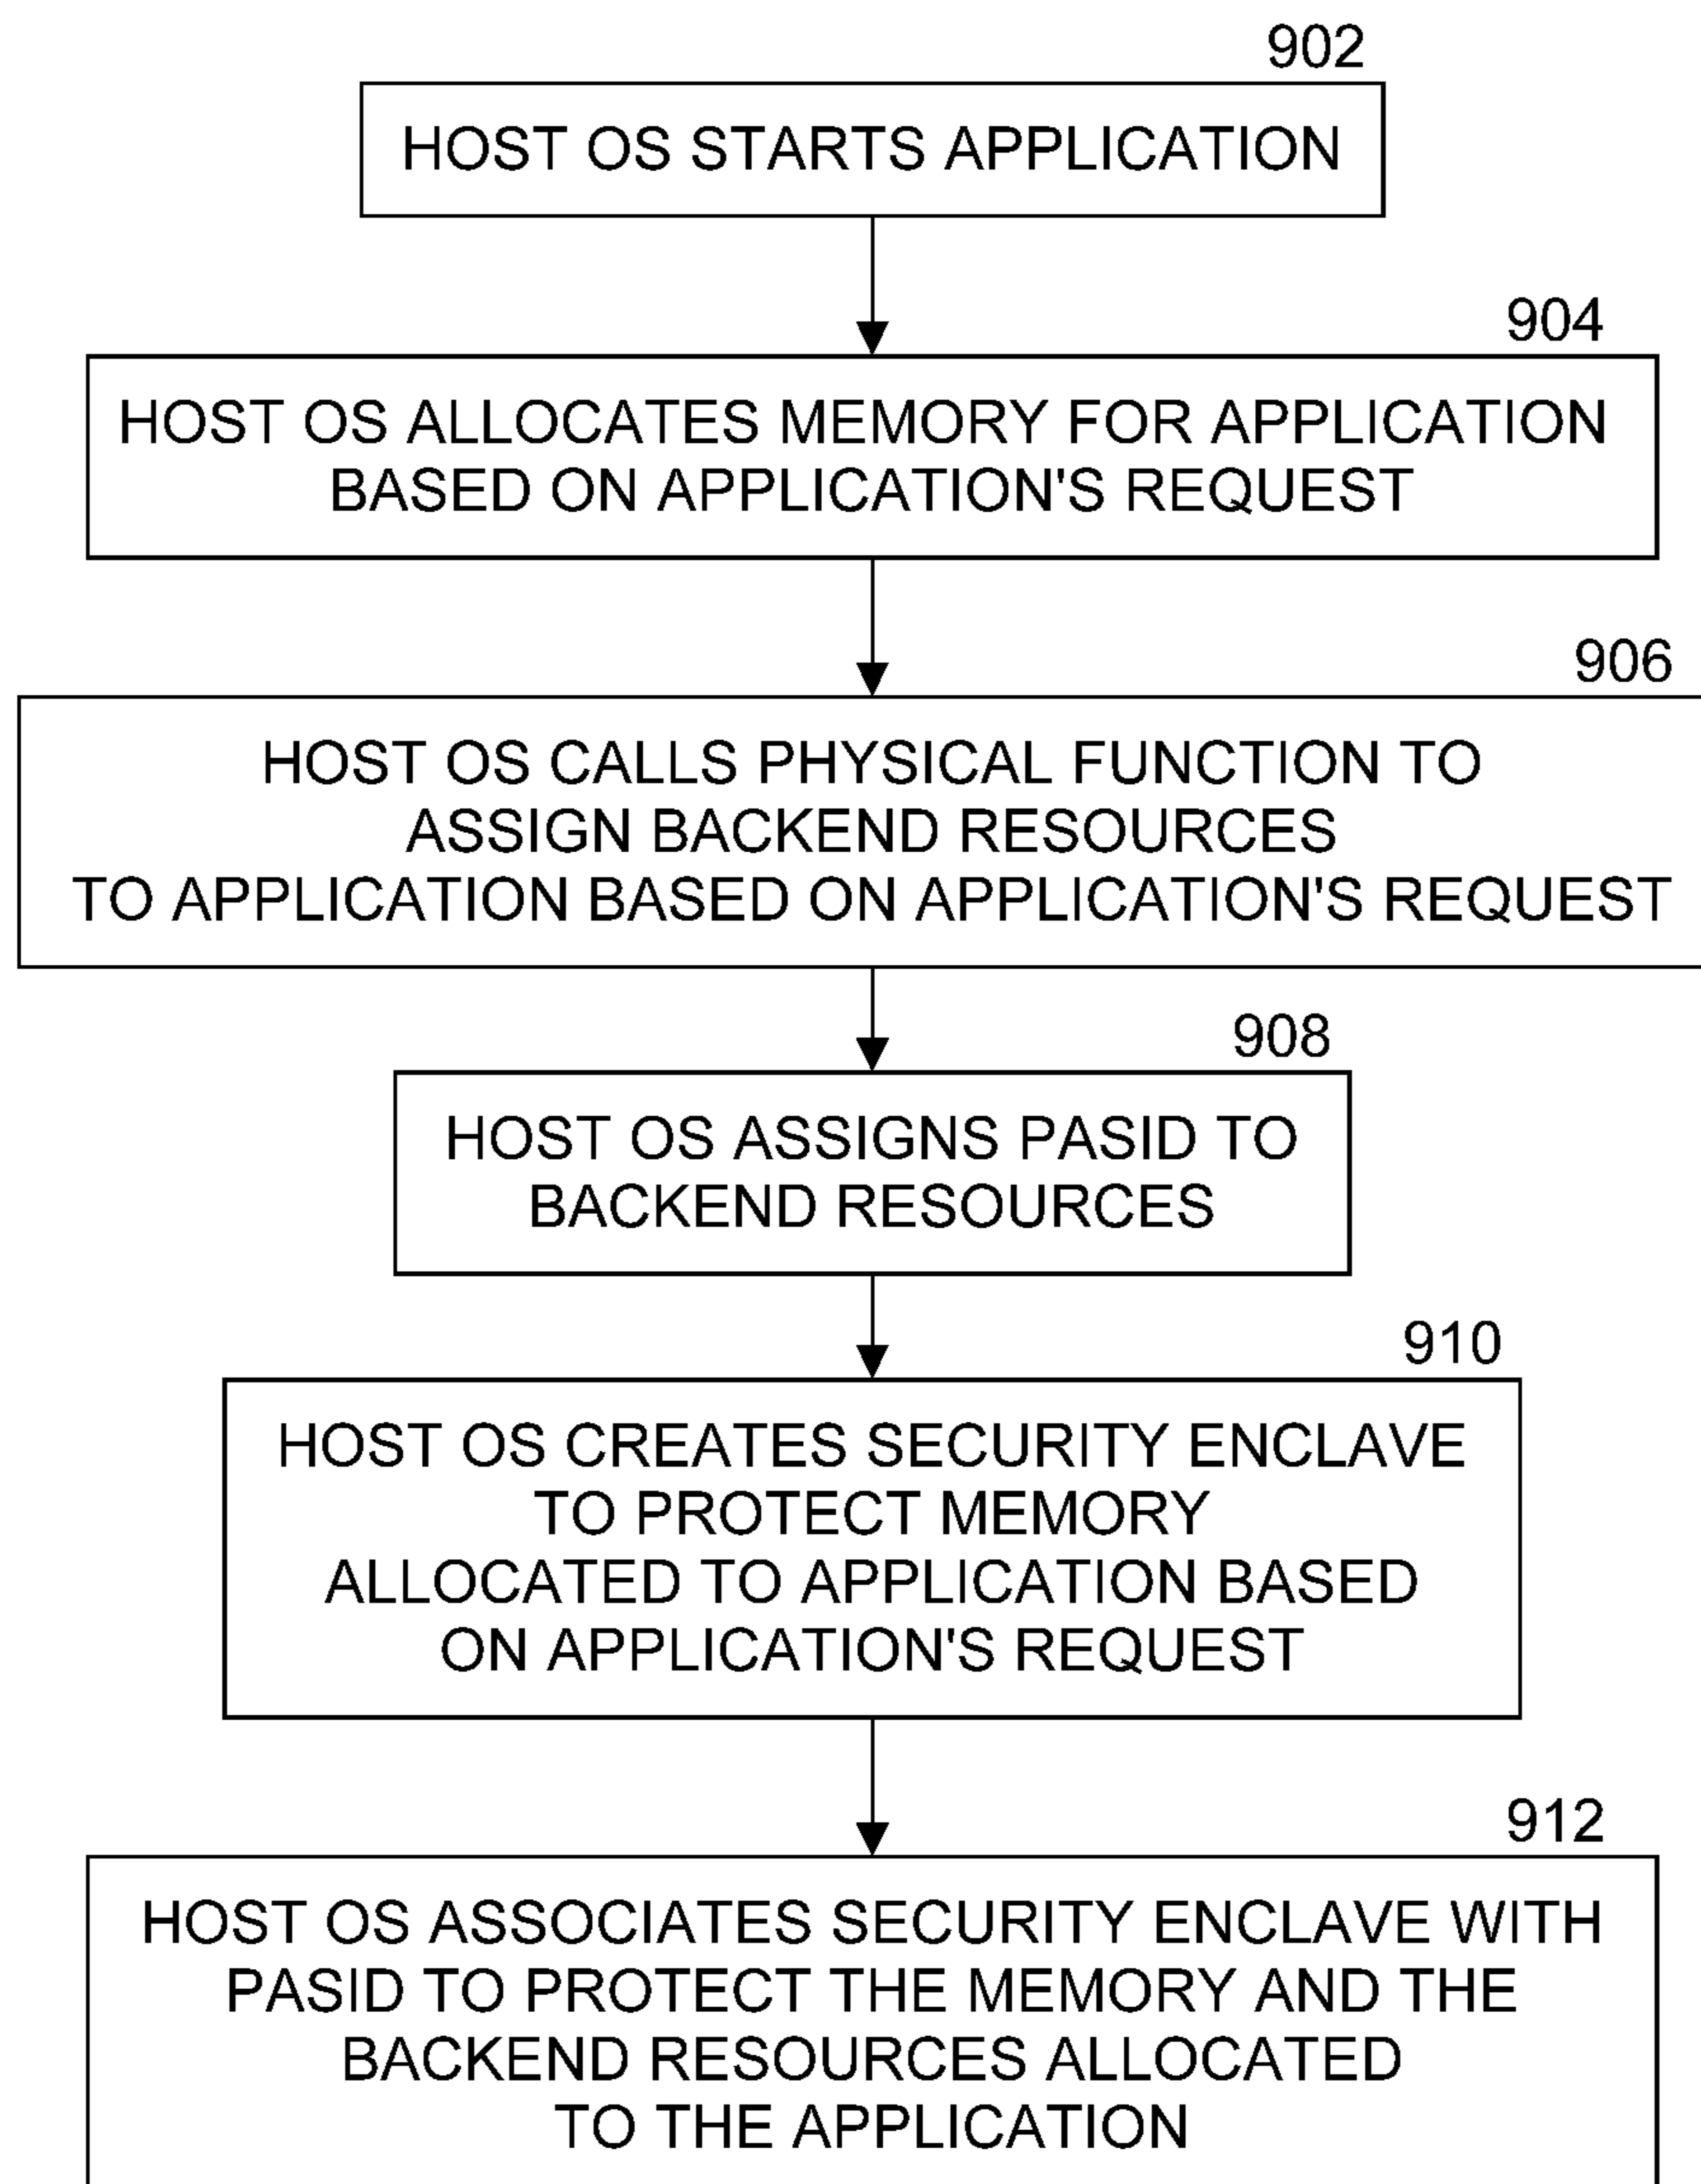 902
HOST OS STARTS APPLICATION
904
HOST OS ALLOCATES MEMORY FOR APPLICATION
BASED ON APPLICATION'S REQUEST
906
HOST OS CALLS PHYSICAL FUNCTION TO
ASSIGN BACKEND RESOURCES
TO APPLICATION BASED ON APPLICATION'S REQUEST
908
HOST OS ASSIGNS PASID TO
BACKEND RESOURCES
910
HOST OS CREATES SECURITY ENCLAVE
TO PROTECT MEMORY
ALLOCATED TO APPLICATION BASED
ON APPLICATION'S REQUEST
912
HOST OS ASSOCIATES SECURITY ENCLAVE WITH
PASID TO PROTECT THE MEMORY AND THE
BACKEND RESOURCES ALLOCATED
TO THE APPLICATION